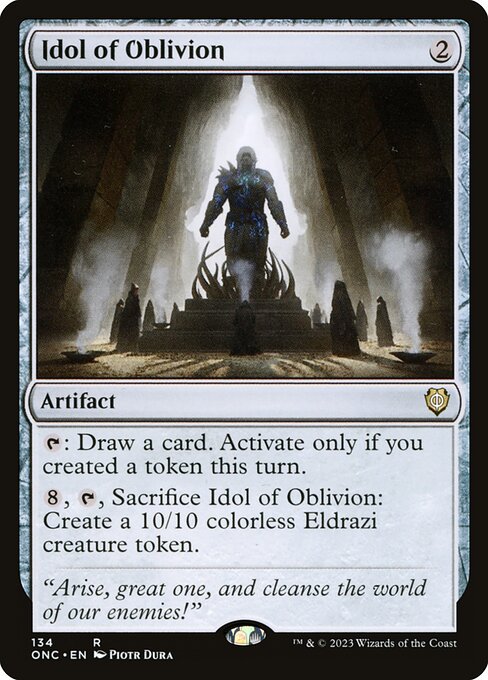 Idol of Oblivion 2
Artifact
: Draw a card. Activate only if you
created a token this turn.
8, , Sacrifice Idol of Oblivion:
Create a 10/10 colorless Eldrazi
creature token.
“Arise, great one, and cleanse the world
of our enemies!”
134 R
ONC • EN Piotr Dura
™ & © 2023 Wizards of the Coast